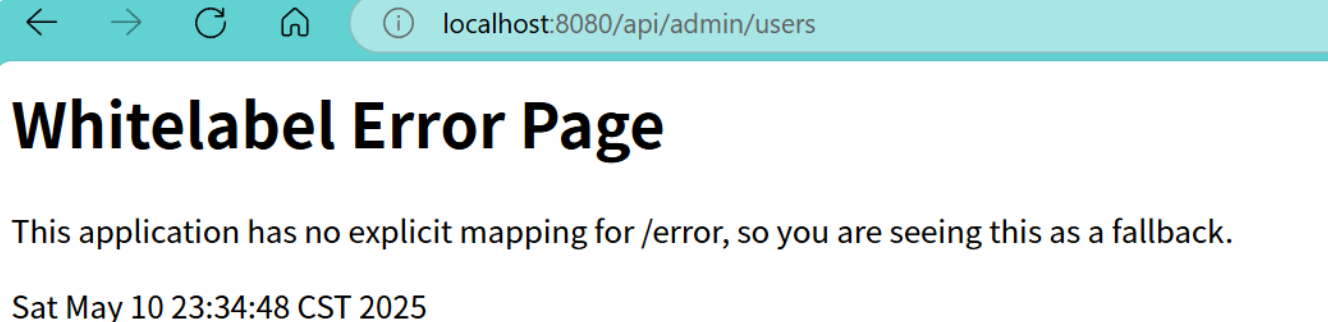 localhost:8080/api/admin/users
Whitelabel Error Page
This application has no explicit mapping for /error, so you are seeing this as a fallback.
Sat May 10 23:34:48 CST 2025